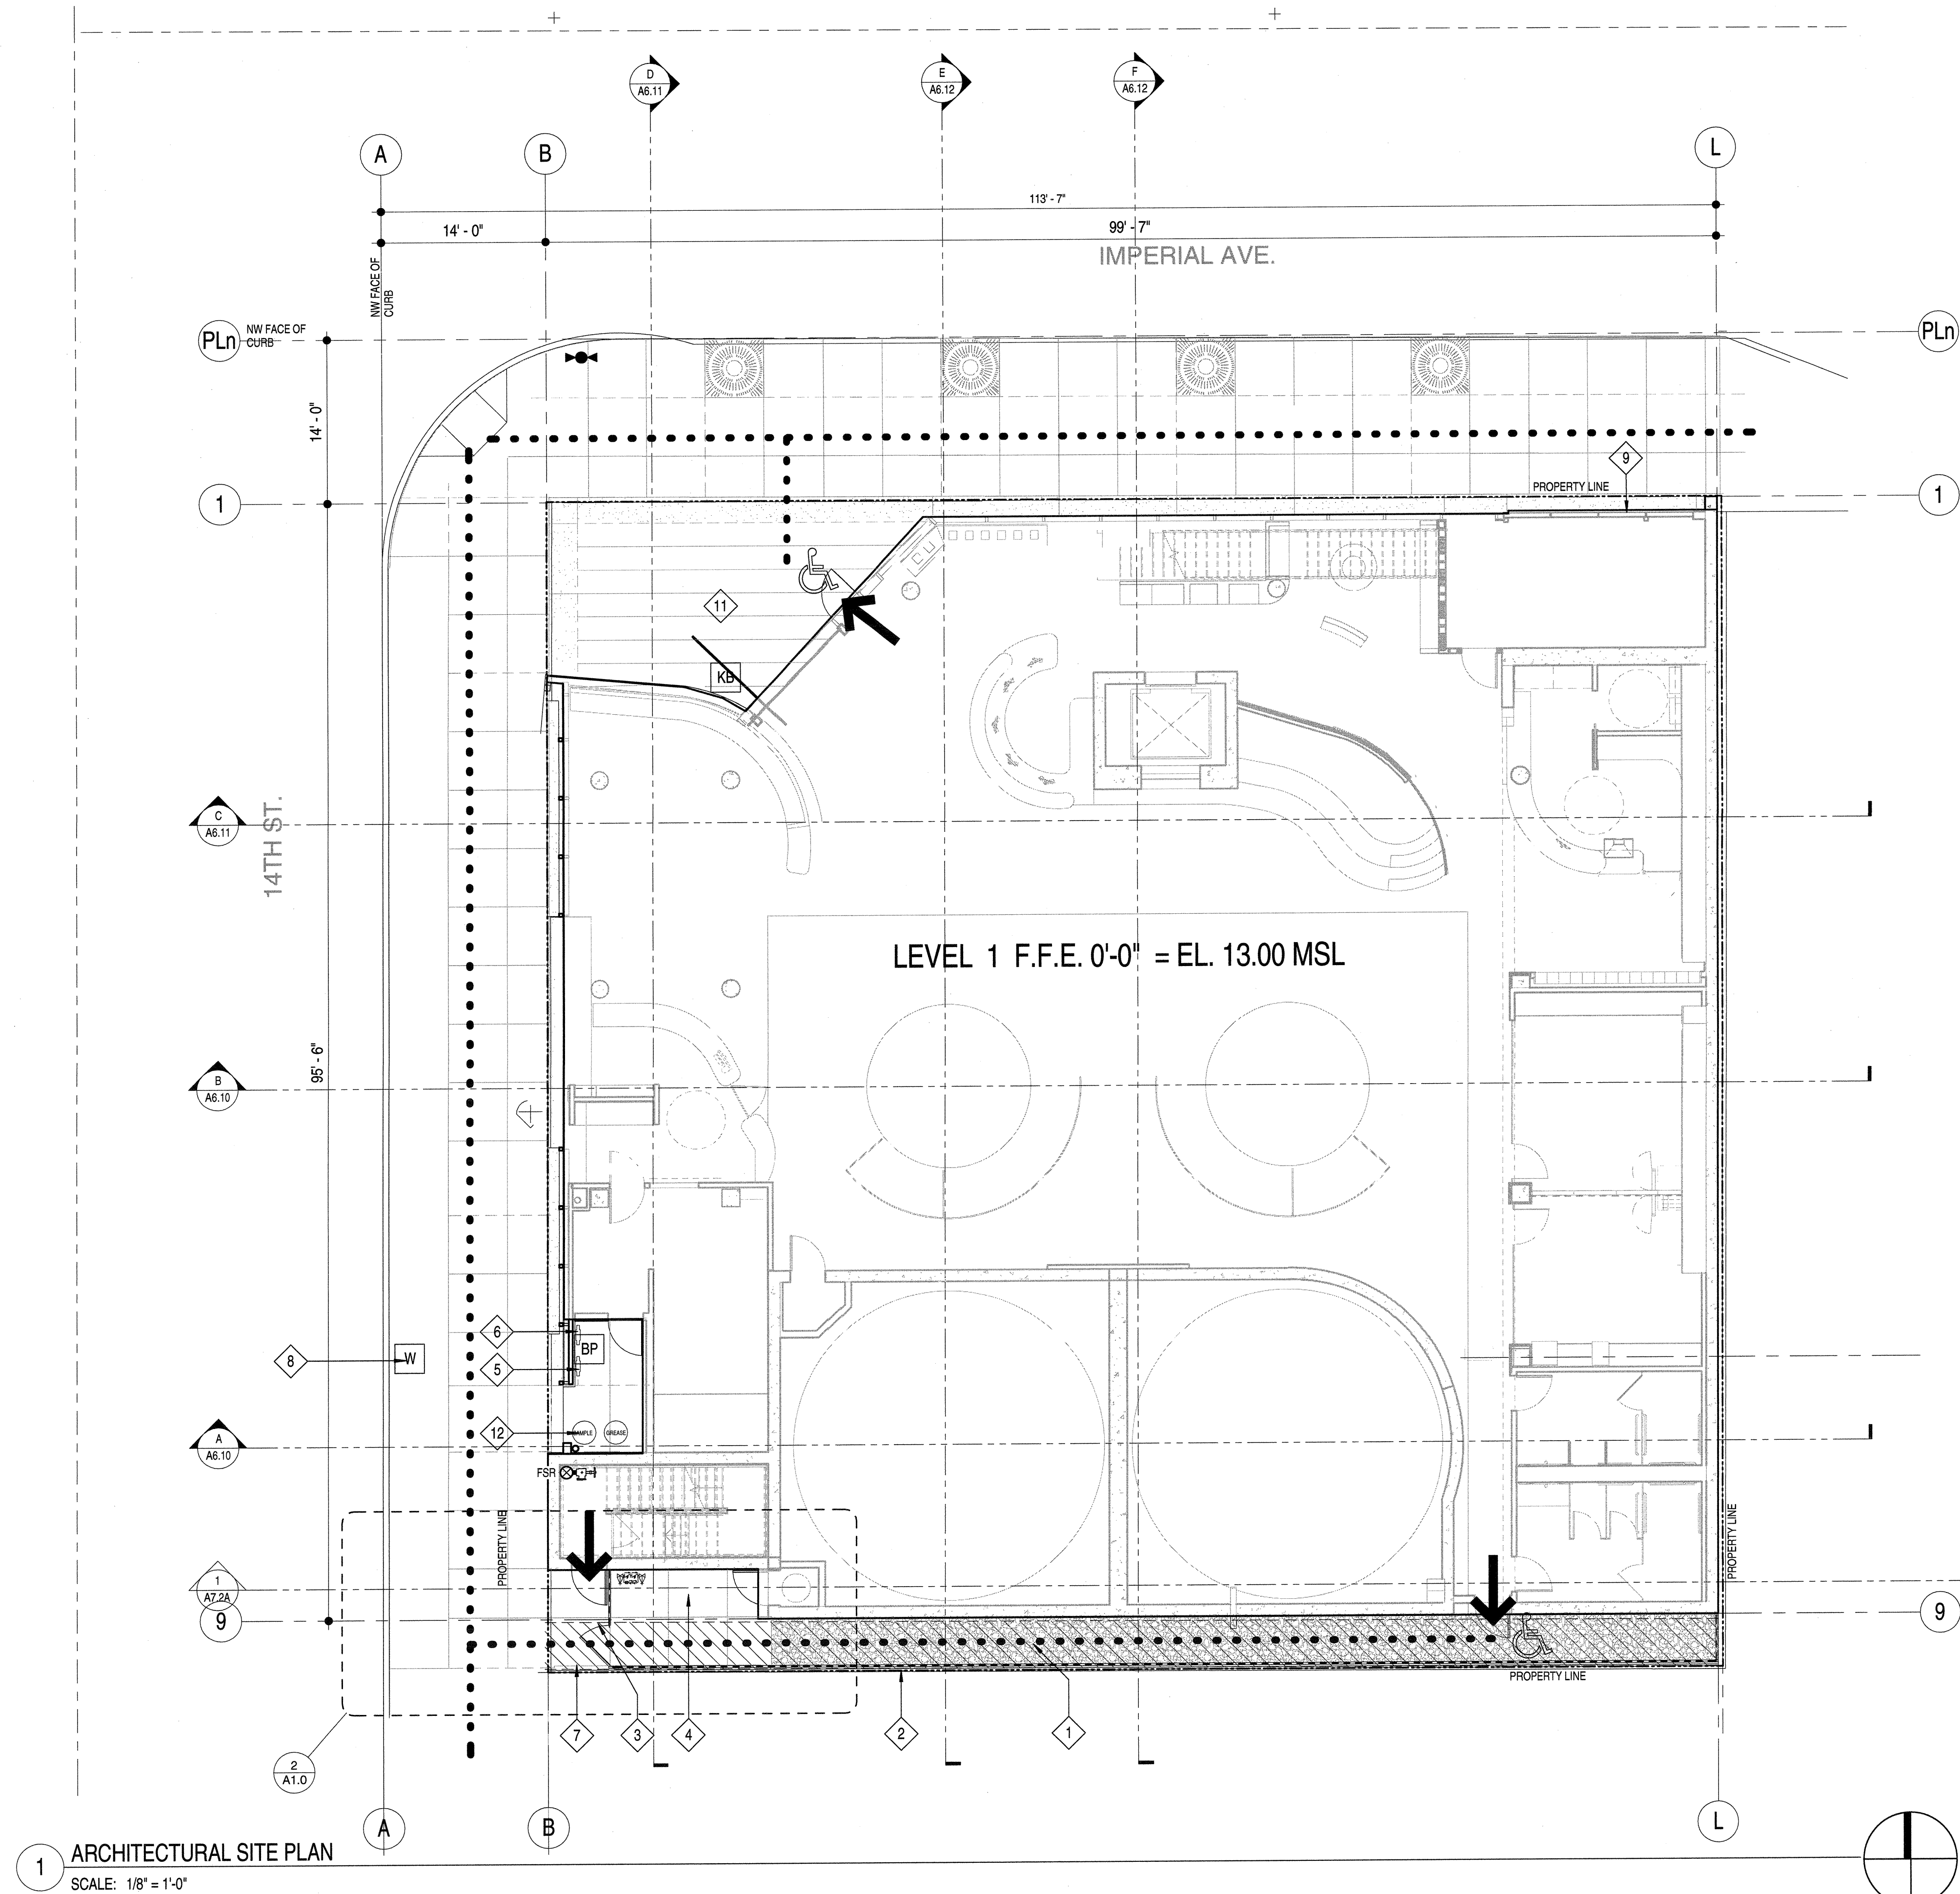 D
A6.11
E
A6.12
F
A6.12
A
B
L
113' - 7"
14' - 0"
99' - 7"
IMPERIAL AVE.
NW FACE OF
CURB
PLn
NW FACE OF
CURB
PLn
14' - 0"
9
1
PROPERTY LINE
1
11
KB
C
A6.11
14TH ST.
LEVEL 1 F.F.E. 0'-0" = EL. 13.00 MSL
95' - 6"
B
A6.10
6
BP
8
W
5
12
GREASE
A
A6.10
FSR
PROPERTY LINE
PROPERTY LINE
1
A7.2A
9
9
PROPERTY LINE
7
3
4
2
1
2
A1.0
A
B
L
1
ARCHITECTURAL SITE PLAN
SCALE: 1/8" = 1'-0"